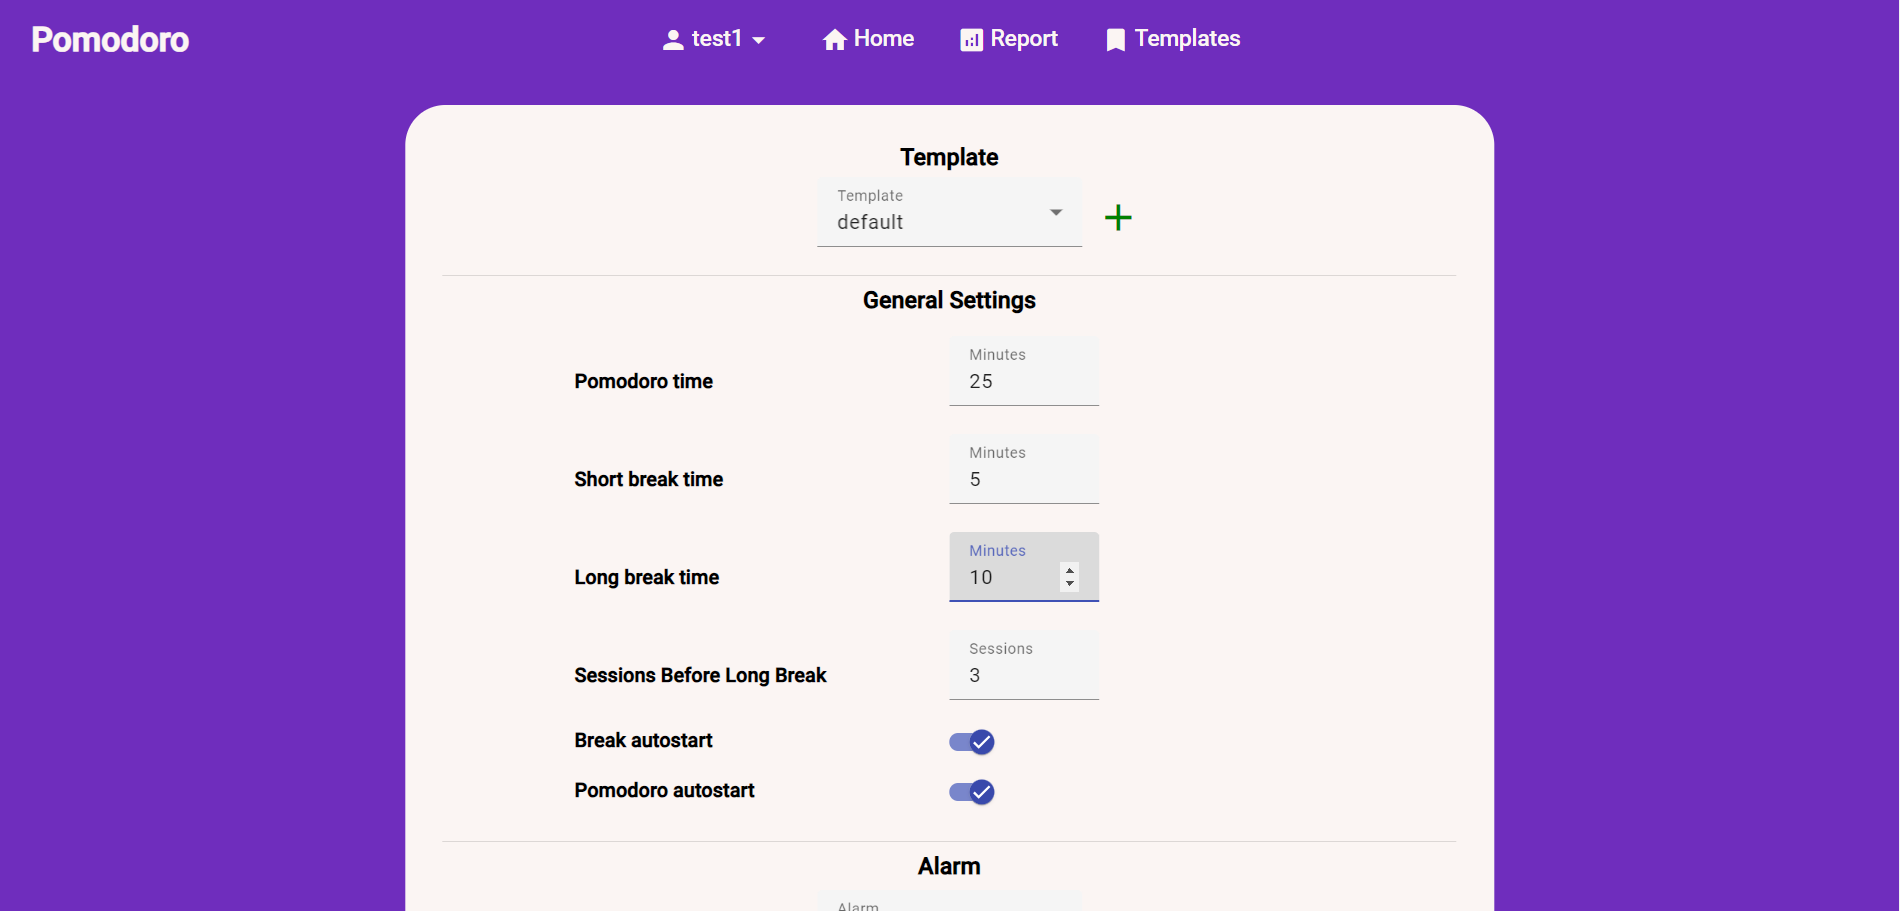 Pomodoro
test1
Home
Report
Templates
Template
Template
default
General Settings
Pomodoro time
Minutes
25
Short break time
Minutes
5
Long break time
Minutes
10
Sessions Before Long Break
Sessions
3
Break autostart
Pomodoro autostart
Alarm
Alarm